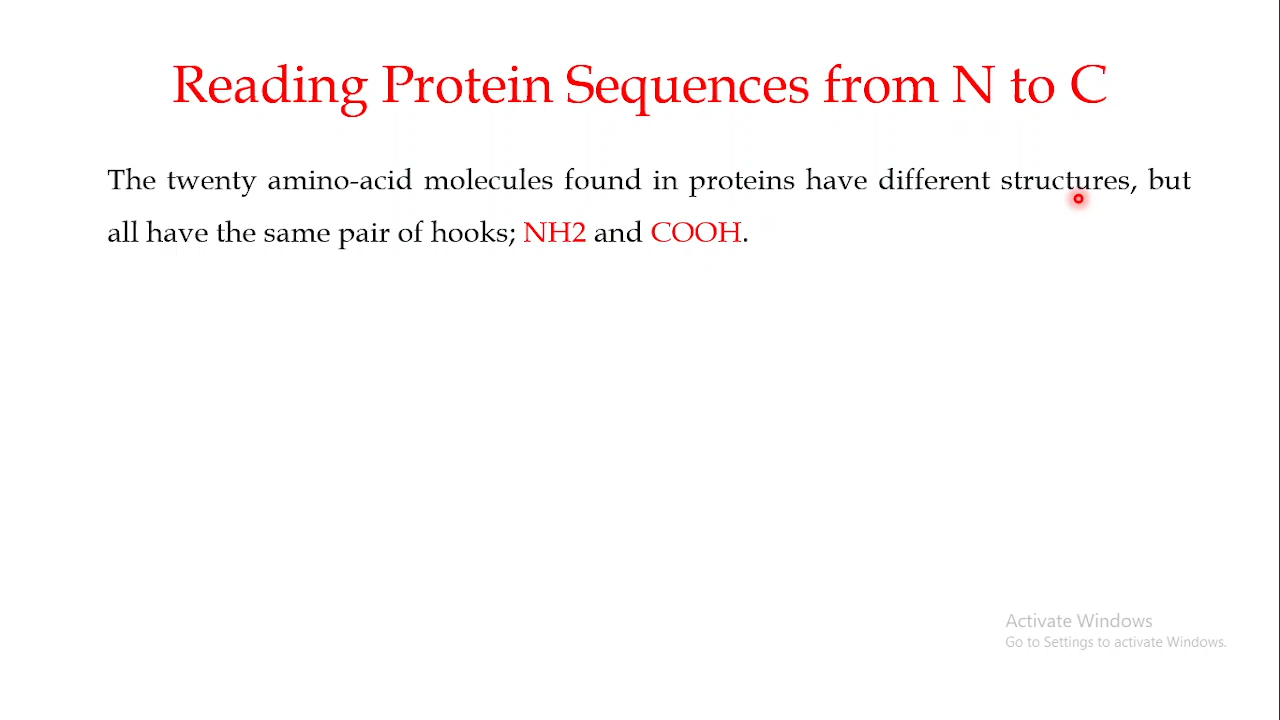 Reading Protein Sequences from N to C
The twenty amino-acid molecules found in proteins have different structures, but
all have the same pair of hooks; NH2 and COOH.
Activate Windows
Go to Settings to activate Windows.